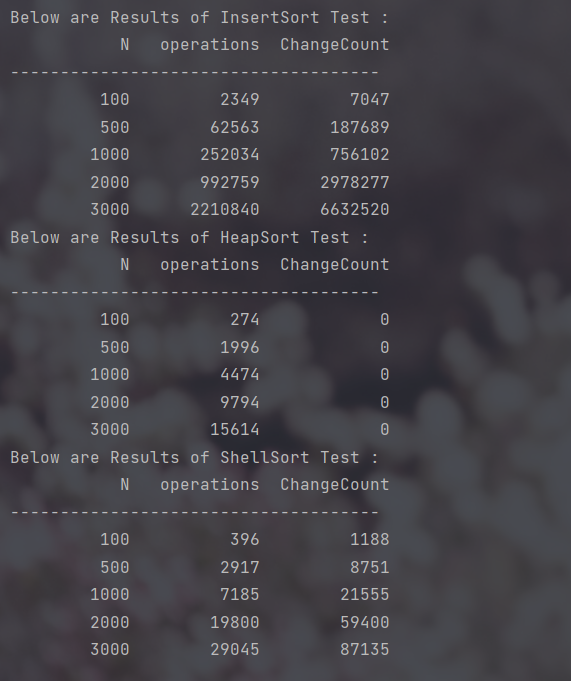 Below are Results of InsertSort Test :
N operations ChangeCount
-------------------------------------
100 2349 7047
500 62563 187689
1000 252034 756102
2000 992759 2978277
3000 2210840 6632520
Below are Results of HeapSort Test :
N operations ChangeCount
-------------------------------------
100 274 0
500 1996 0
1000 4474 0
2000 9794 0
3000 15614 0
Below are Results of ShellSort Test :
N operations ChangeCount
-------------------------------------
100 396 1188
500 2917 8751
1000 7185 21555
2000 19800 59400
3000 29045 87135